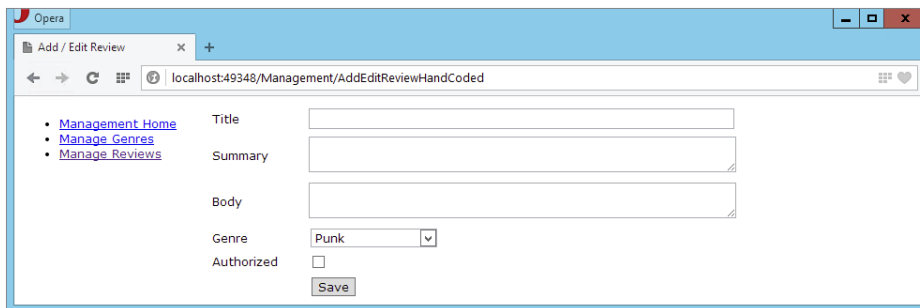 Opera
Add / Edit Review
localhost:49348/Management/AddEditReviewHandCoded
Management Home
Manage Genres
Manage Reviews
Title
Summary
Body
Genre Punk
Authorized
Save